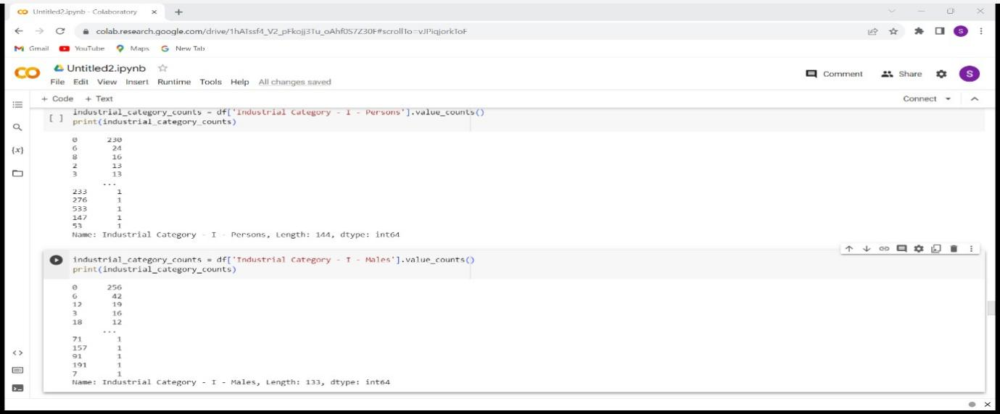 Untitled2.ipynb - Colaboratory
colab.research.google.com/drive/1hATssf4_V2_pFkojj3Tu_oAhf0S7Z30F#scrollTo=vJPiqjorkToF
S
Gmail YouTube Maps New Tab
CO Untitled2.ipynb
Comment Share S
File Edit View Insert Runtime Tools Help All changes saved
+ Code + Text Connect
[ ] industrial_category_counts = df['Industrial Category - I - Persons'].value_counts()
print(industrial_category_counts)
0 230
6 24
8 16
2 13
3 13
...
233 1
276 1
533 1
147 1
53 1
Name: Industrial Category - I - Persons, Length: 144, dtype: int64
industrial_category_counts = df['Industrial Category - I - Males'].value_counts()
print(industrial_category_counts)
0 256
6 42
12 19
3 16
18 12
...
71 1
157 1
91 1
191 1
7 1
Name: Industrial Category - I - Males, Length: 133, dtype: int64
{x}